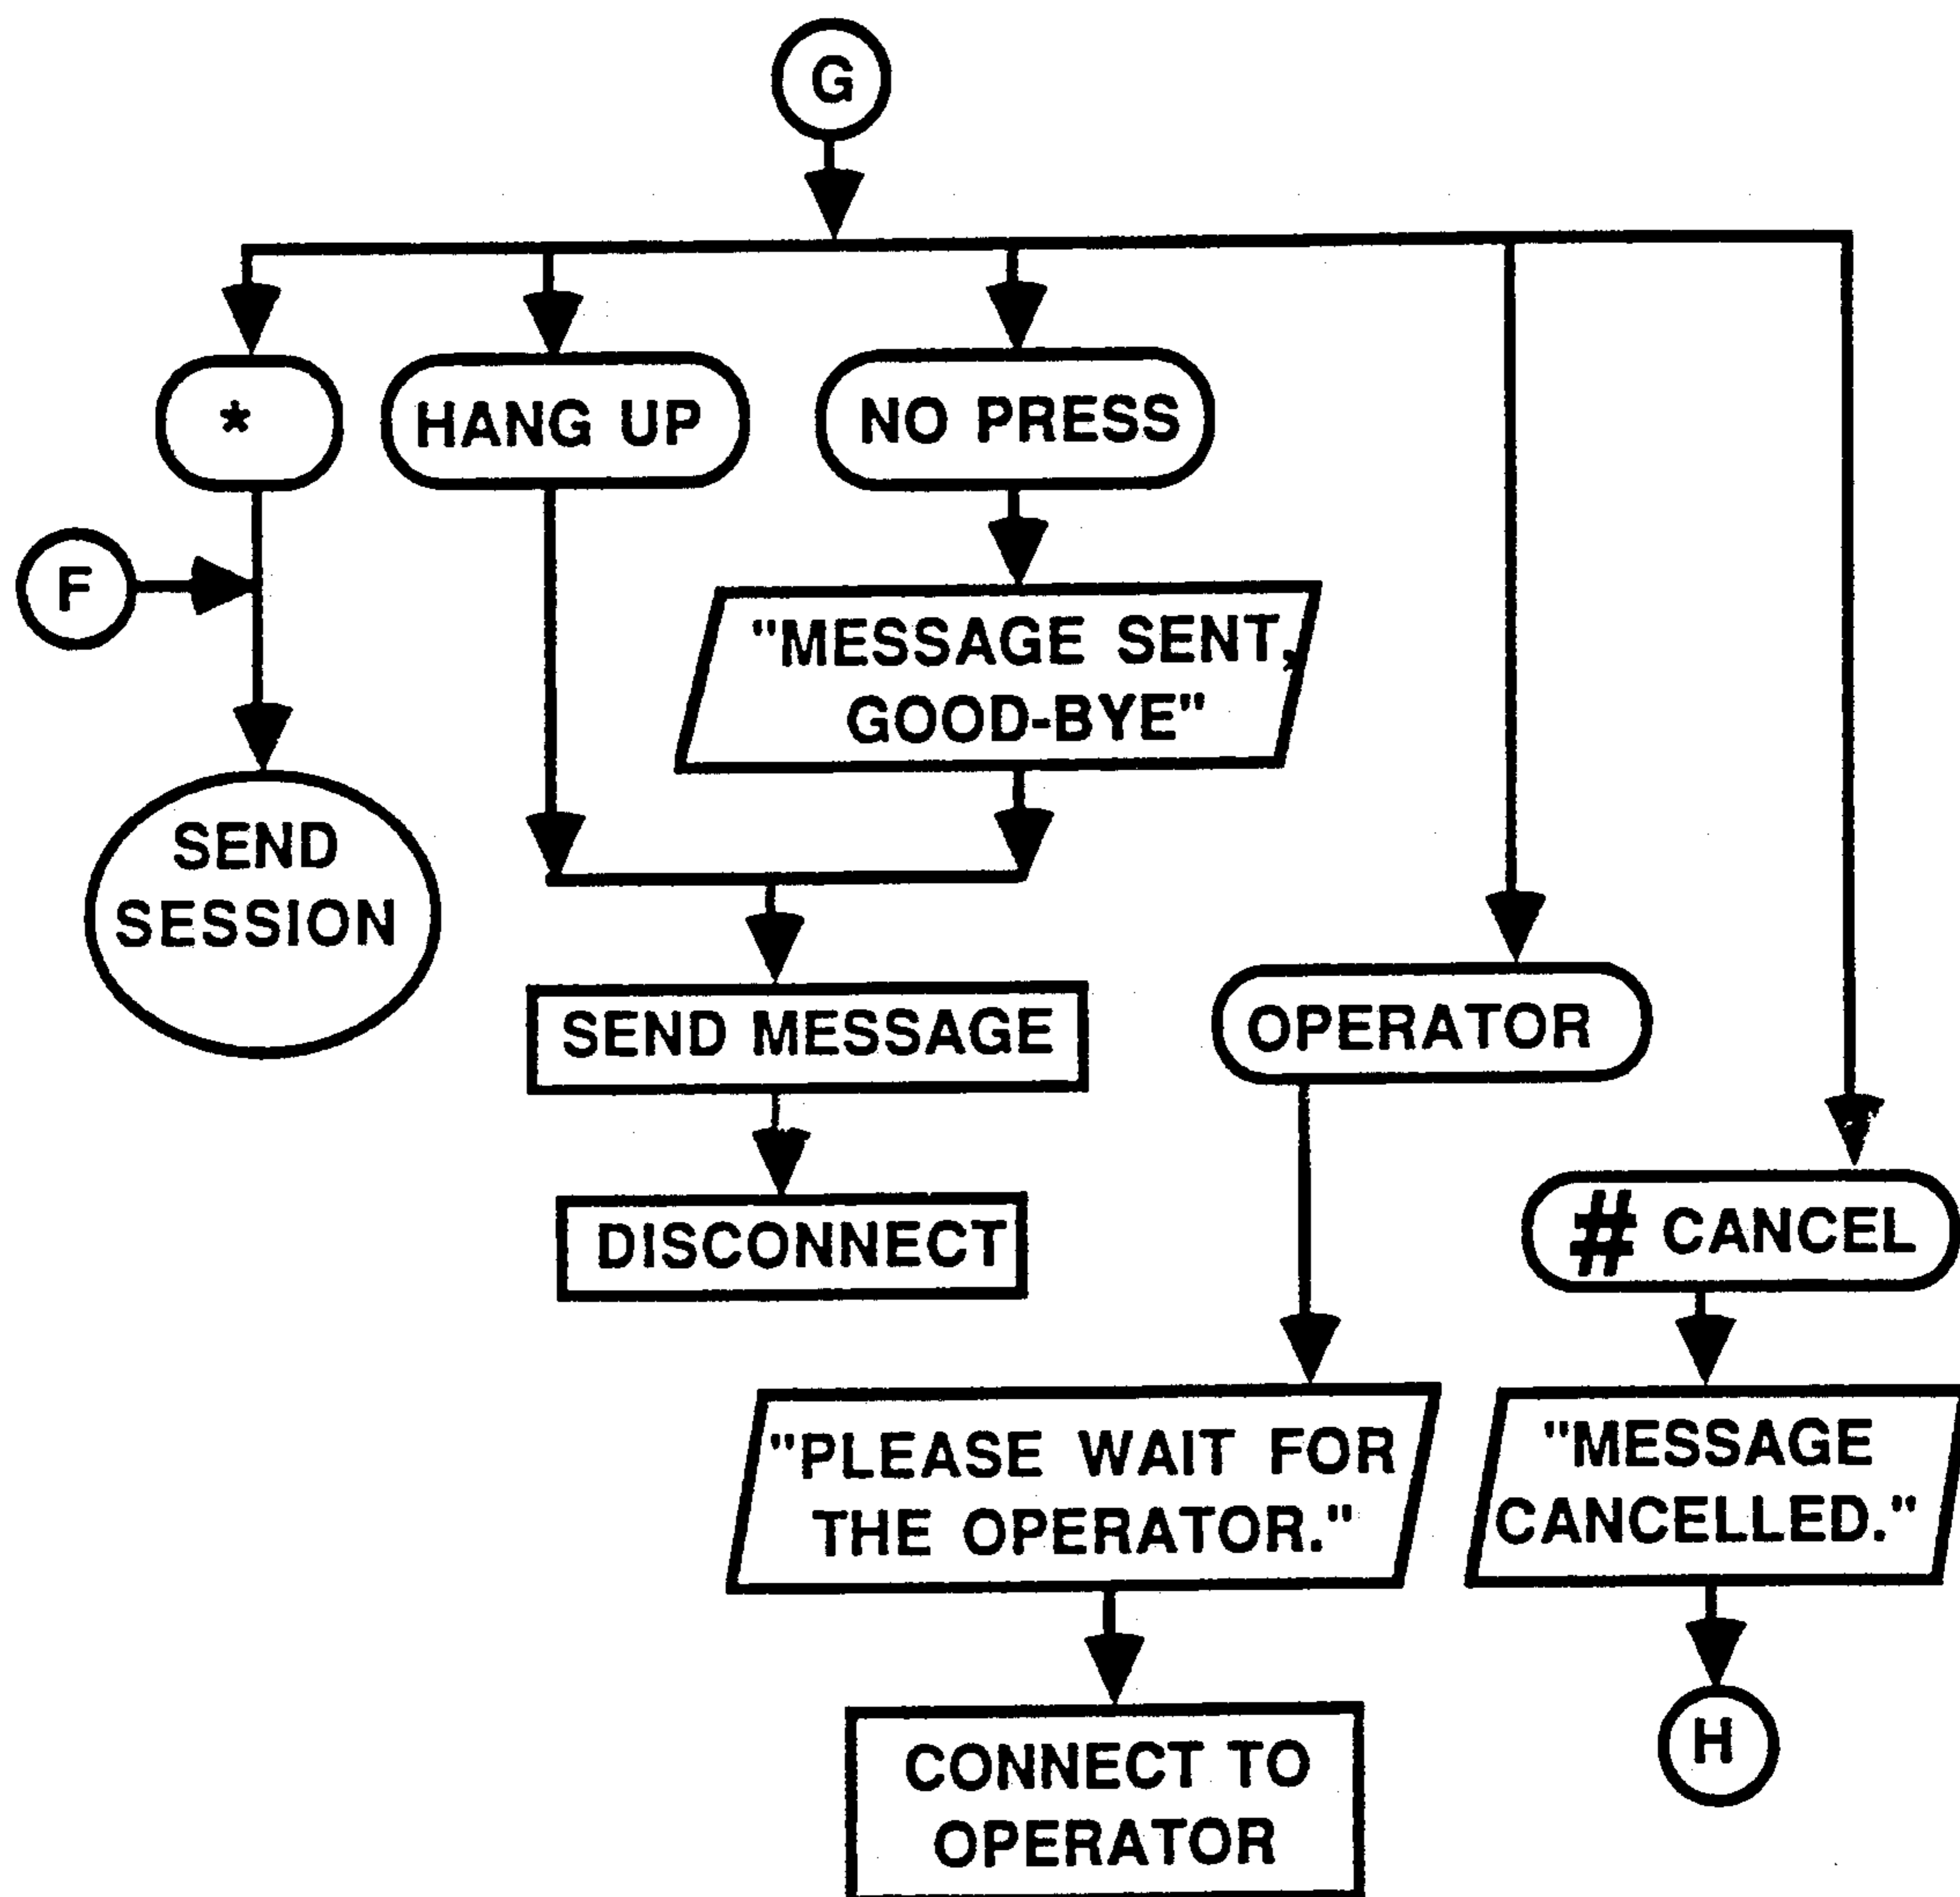 G
*
HANG UP
NO PRESS
F
"MESSAGE SENT,
GOOD-BYE"
SEND
SESSION
SEND MESSAGE
OPERATOR
DISCONNECT
# CANCEL
"PLEASE WAIT FOR
THE OPERATOR."
"MESSAGE
CANCELLED."
CONNECT TO
OPERATOR
H